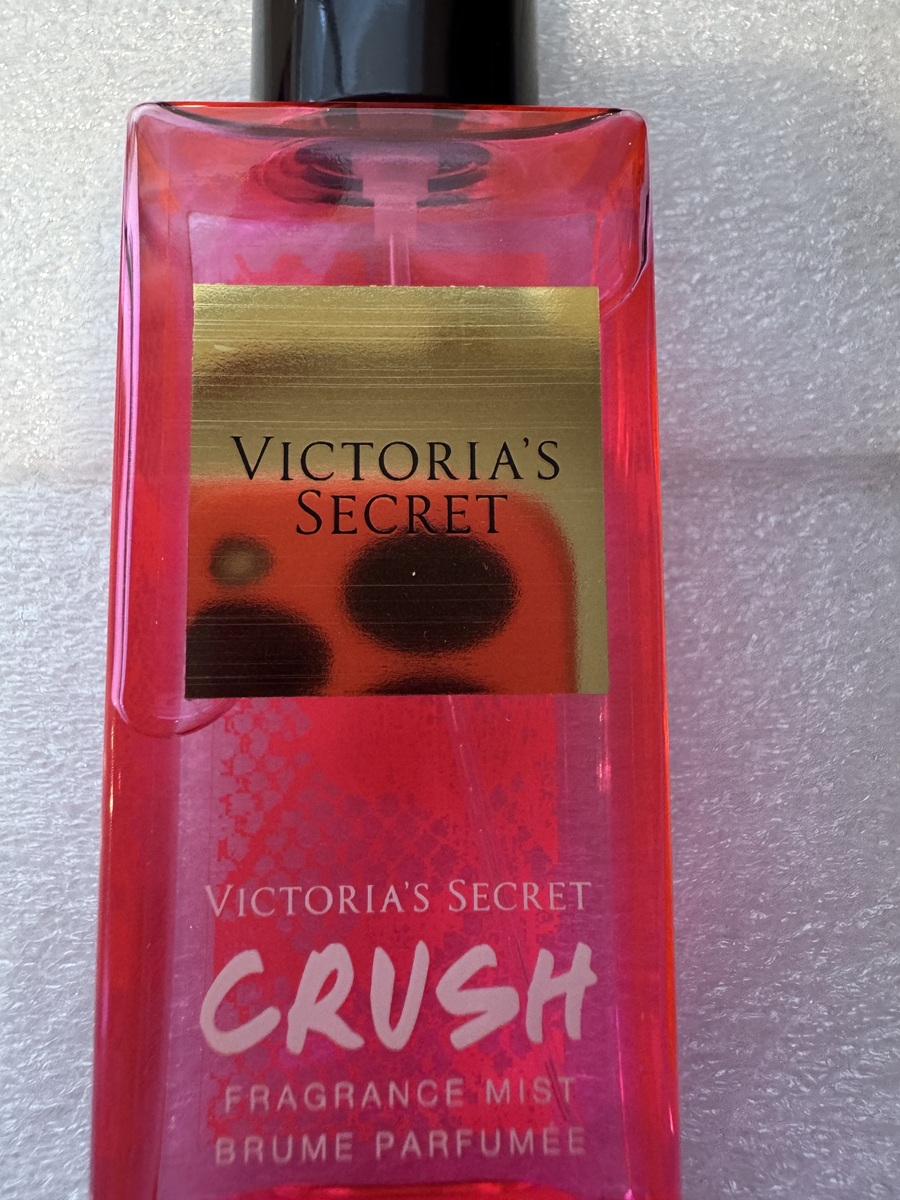 VICTORIA'S
SECRET
VICTORIA'S SECRET
CRUSH
FRAGRANCE MIST
BRUME PARFUMÉE